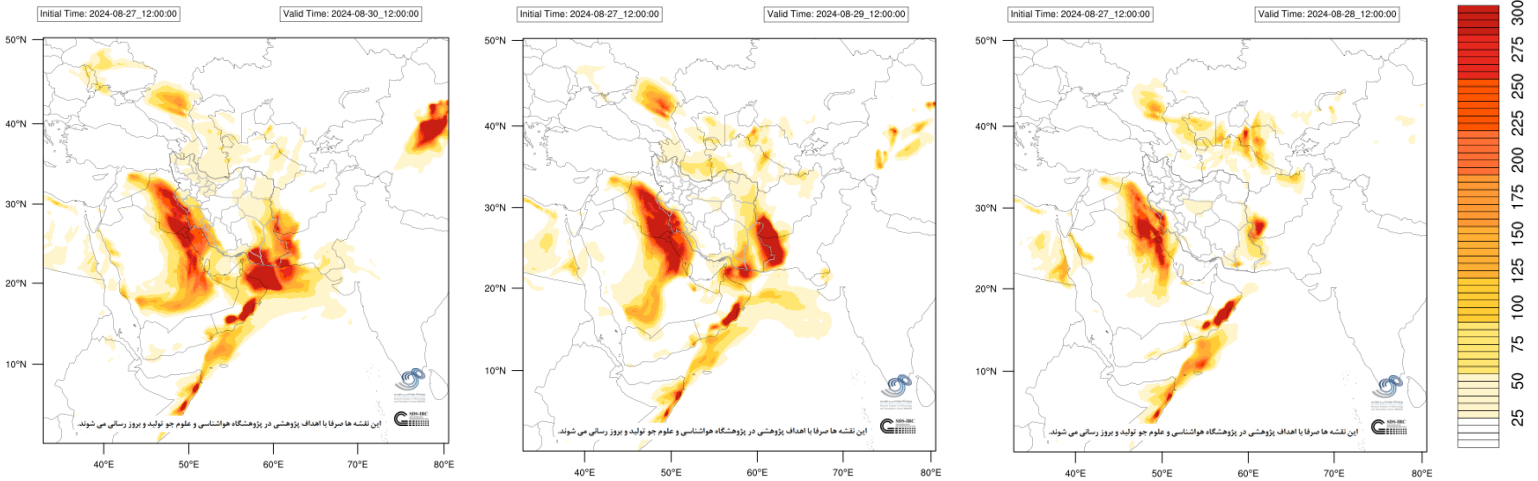 Initial Time: 2024-08-27_12:00:00
Valid Time: 2024-08-30_12:00:00
50°N
40°N
30°N
20°N
10°N
40°E
50°E
60°E
70°E
80°E
SDS-IRC
این نقشه ها صرفا با اهداف پژوهشی در پژوهشگاه هواشناسی و علوم جو تولید و بروز رسانی می شوند.
Initial Time: 2024-08-27_12:00:00
Valid Time: 2024-08-29_12:00:00
50°N
40°N
30°N
20°N
10°N
40°E
50°E
60°E
70°E
80°E
SDS-IRC
این نقشه ها صرفا با اهداف پژوهشی در پژوهشگاه هواشناسی و علوم جو تولید و بروز رسانی می شوند.
Initial Time: 2024-08-27_12:00:00
Valid Time: 2024-08-28_12:00:00
50°N
40°N
30°N
20°N
10°N
40°E
50°E
60°E
70°E
80°E
SDS-IRC
این نقشه ها صرفا با اهداف پژوهشی در پژوهشگاه هواشناسی و علوم جو تولید و بروز رسانی می شوند.
300
275
250
225
200
175
150
125
100
75
50
25